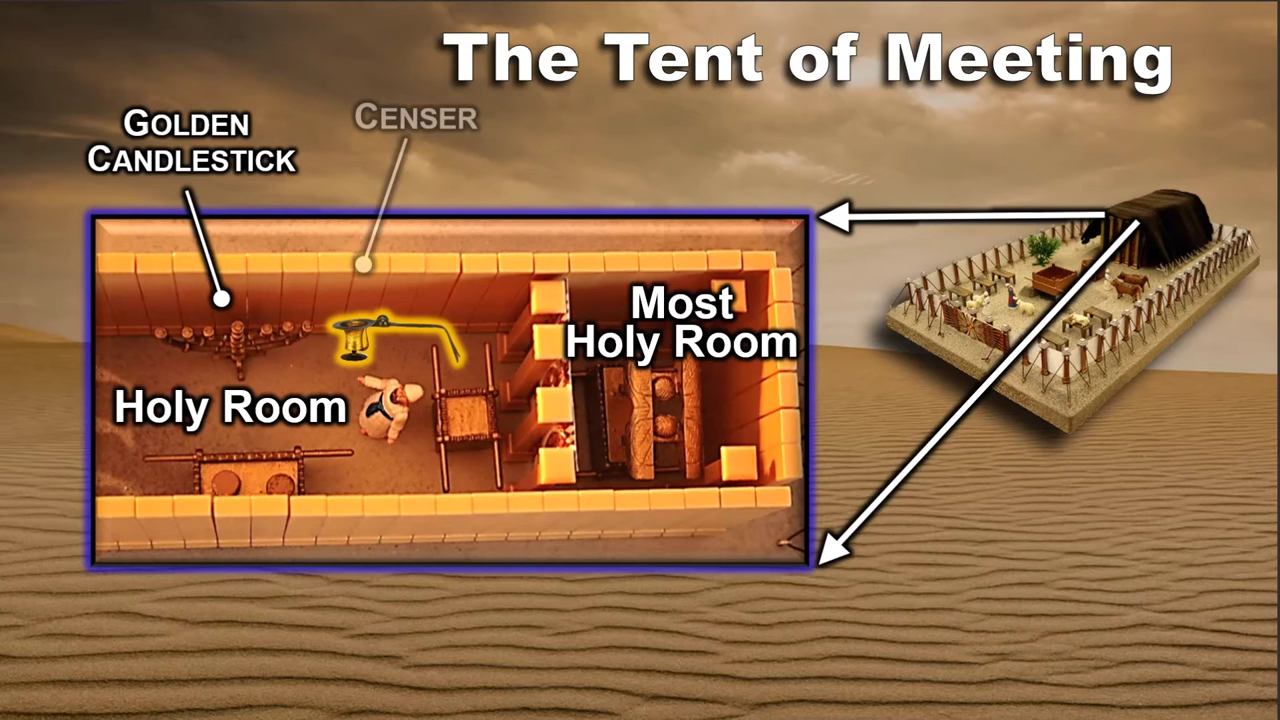 The Tent of Meeting
GOLDEN
CANDLESTICK
CENSER
Most
Holy Room
Holy Room